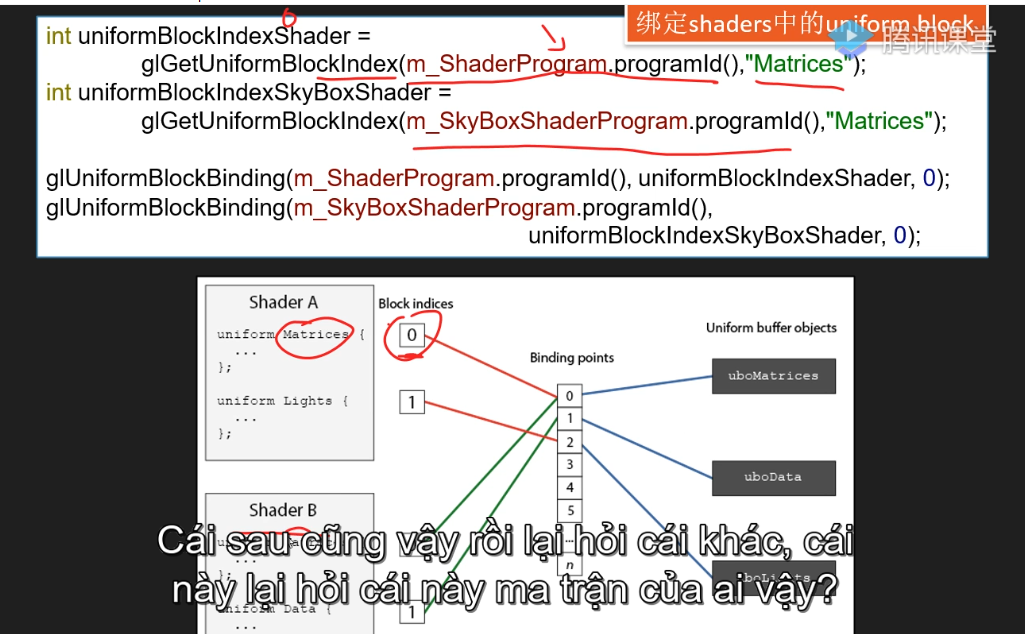 绑定shaders中的uniform block
腾讯课堂
int uniformBlockIndexShader =
glGetUniformBlockIndex(m_ShaderProgram.programId(),"Matrices");
int uniformBlockIndexSkyBoxShader =
glGetUniformBlockIndex(m_SkyBoxShaderProgram.programId(),"Matrices");
glUniformBlockBinding(m_ShaderProgram.programId(), uniformBlockIndexShader, 0);
glUniformBlockBinding(m_SkyBoxShaderProgram.programId(),
uniformBlockIndexSkyBoxShader, 0);
Shader A
uniform Matrices {
...
};
uniform Lights {
...
};
Block indices
0
1
Binding points
0
1
2
3
4
5
...
n
Uniform buffer objects
uboMatrices
uboData
uboLights
Shader B
...
};
uniform Data {
...
1
Cái sau cũng vậy rồi lại hỏi cái khác, cái
này lại hỏi cái này ma trận của ai vậy?